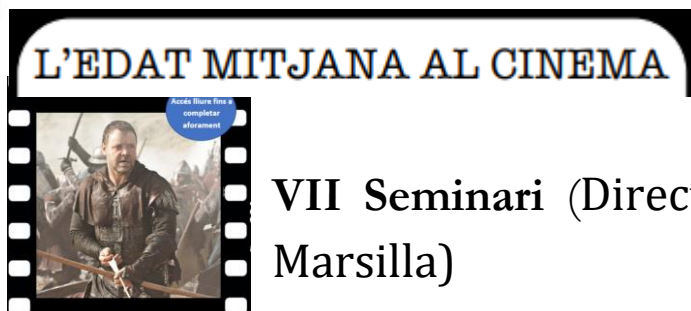 L'EDAT MITJANA AL CINEMA
Accés lliure fins a
completar
aforament
VII Seminari (Direc
Marsilla)